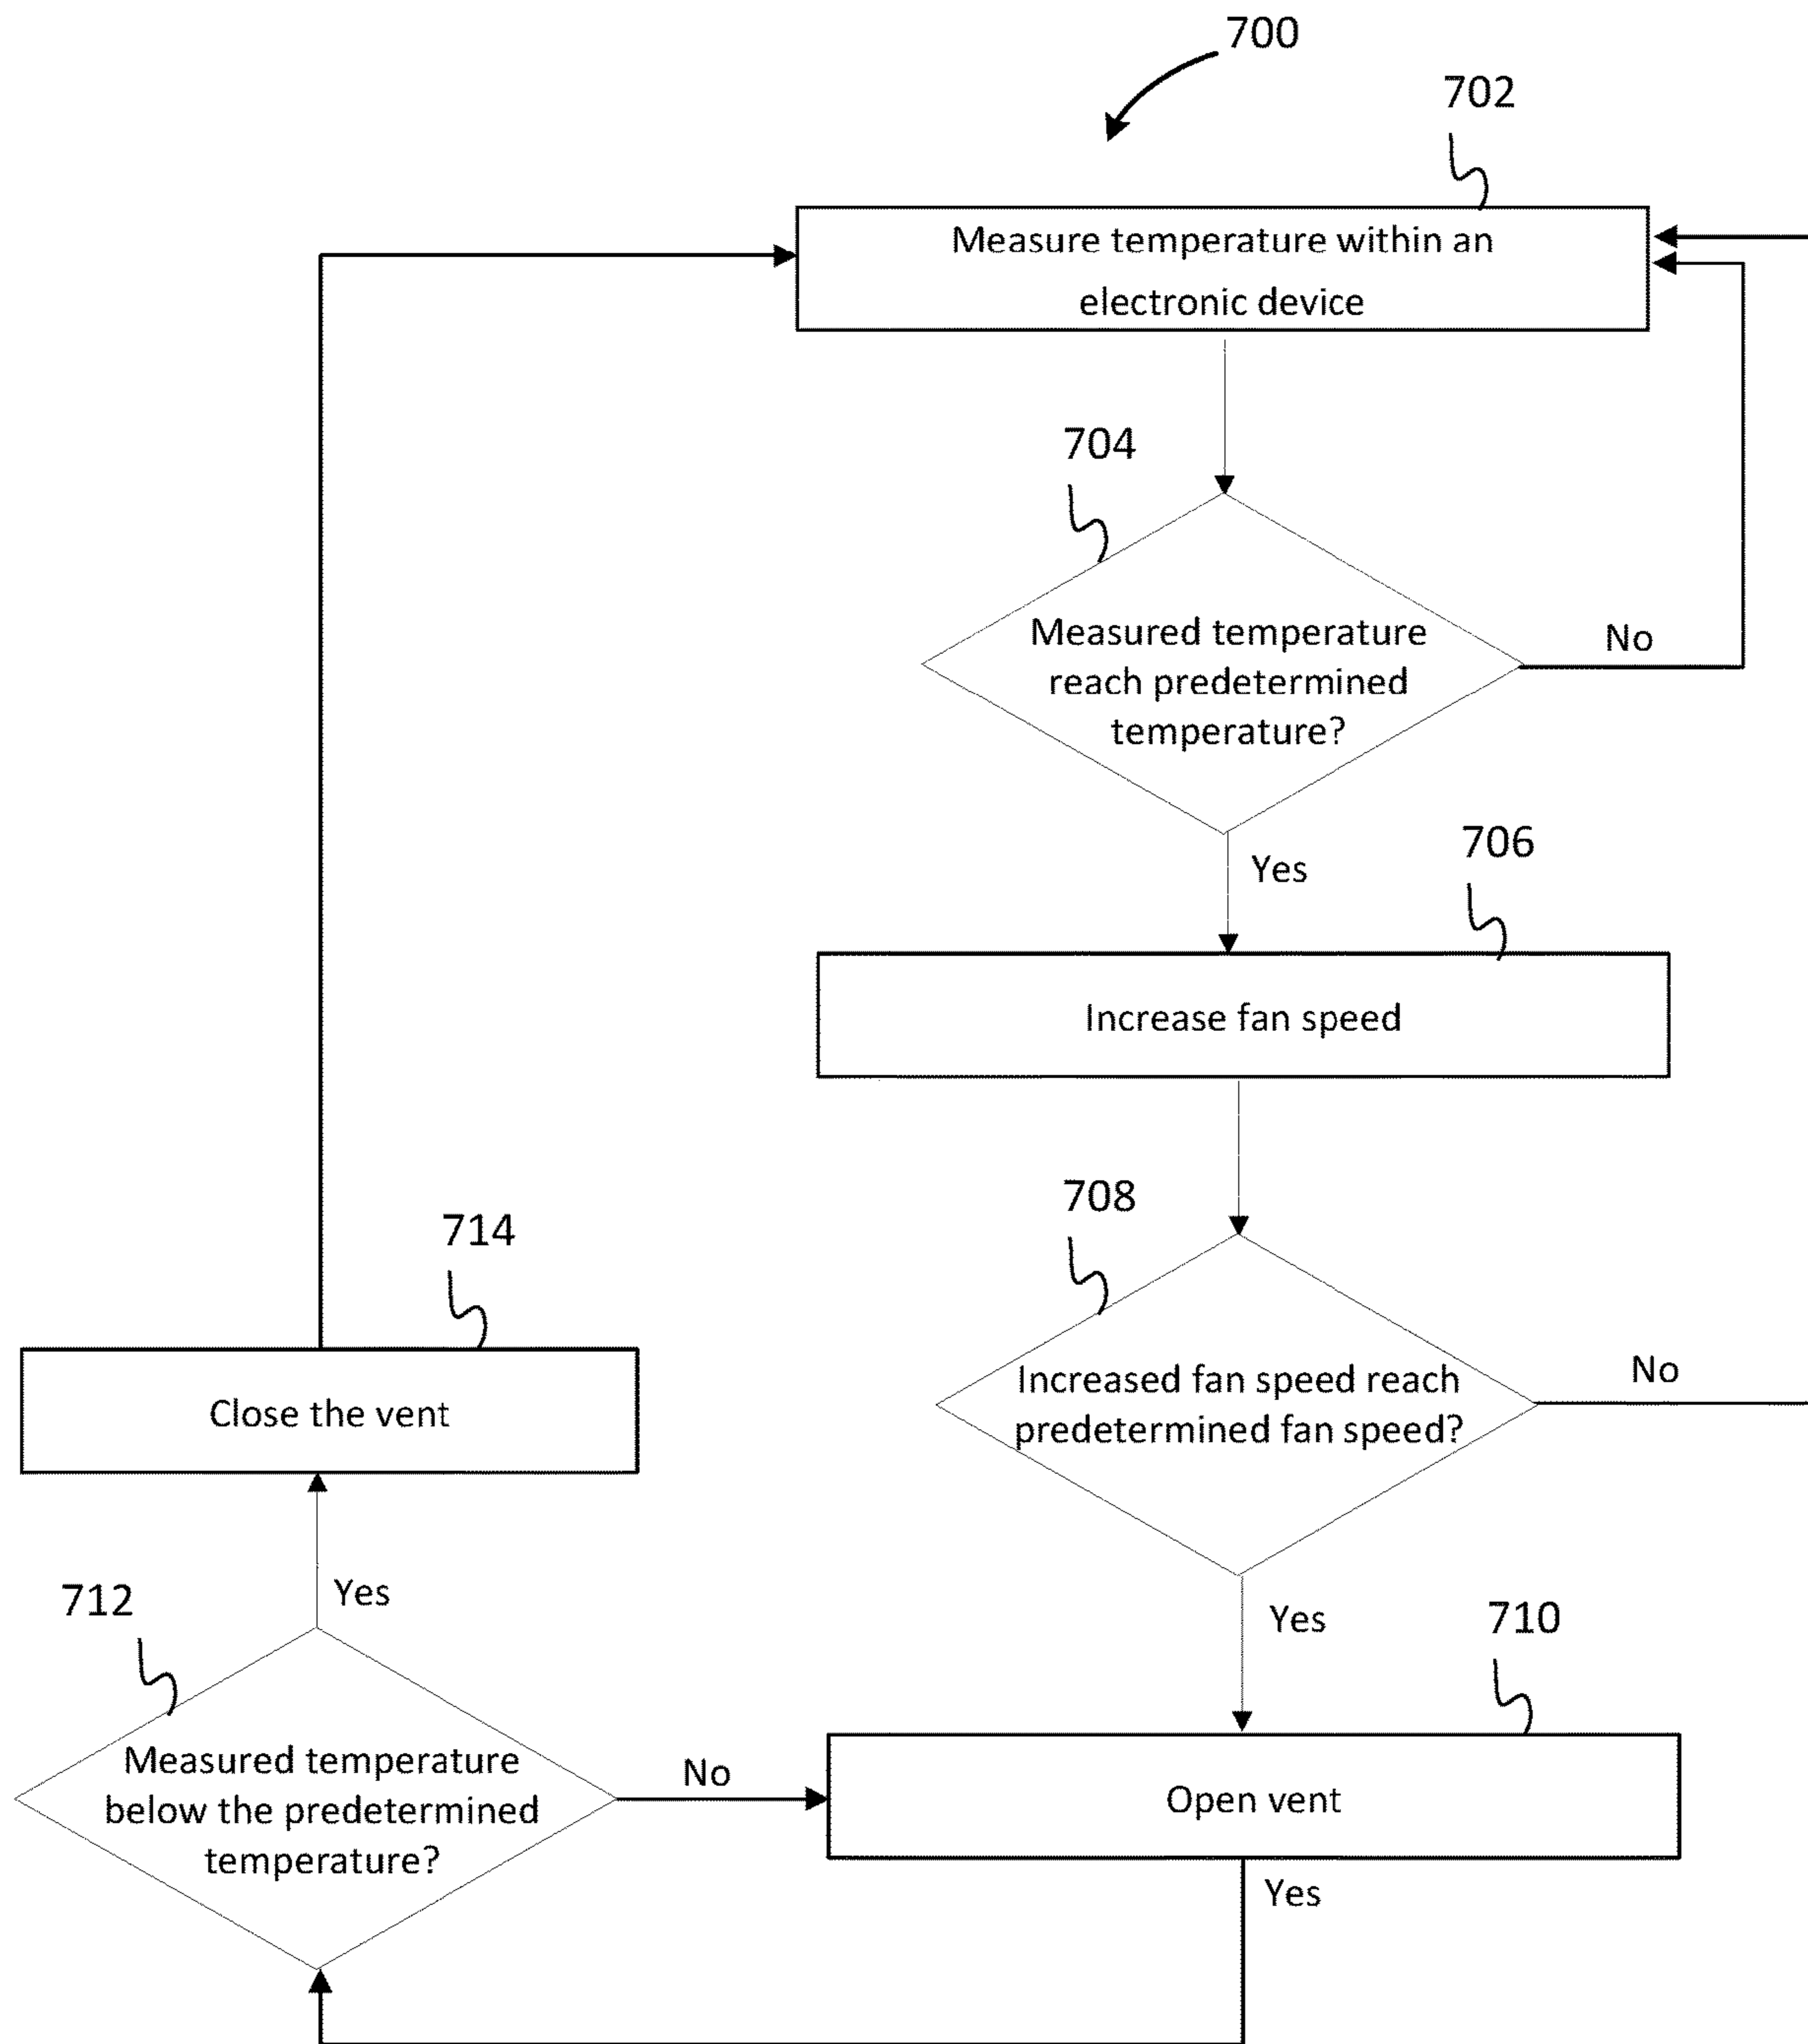 700
702
Measure temperature within an
electronic device
704
Measured temperature
reach predetermined
temperature?
No
Yes
706
Increase fan speed
708
Increased fan speed reach
predetermined fan speed?
No
Yes
710
Open vent
Yes
712
Measured temperature
below the predetermined
temperature?
No
Yes
714
Close the vent